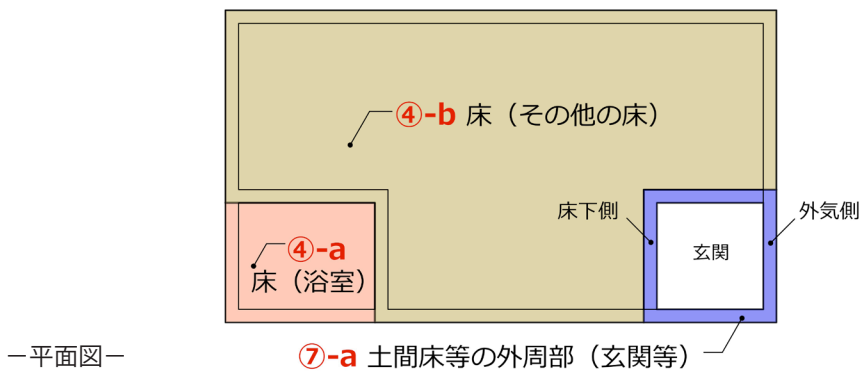 ④-b 床（その他の床）
床下側
外気側
玄関
④-a
床（浴室）
⑦-a 土間床等の外周部（玄関等）
－平面図－